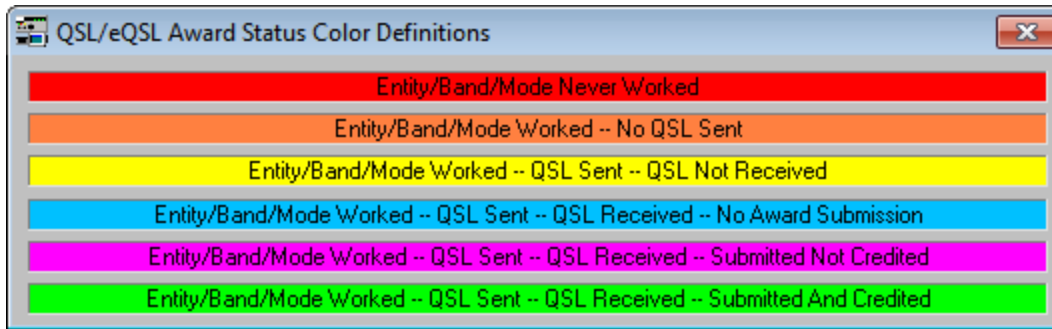 QSL/eQSL Award Status Color Definitions
Entity/Band/Mode Never Worked
Entity/Band/Mode Worked -- No QSL Sent
Entity/Band/Mode Worked -- QSL Sent -- QSL Not Received
Entity/Band/Mode Worked -- QSL Sent -- QSL Received -- No Award Submission
Entity/Band/Mode Worked -- QSL Sent -- QSL Received -- Submitted Not Credited
Entity/Band/Mode Worked -- QSL Sent -- QSL Received -- Submitted And Credited